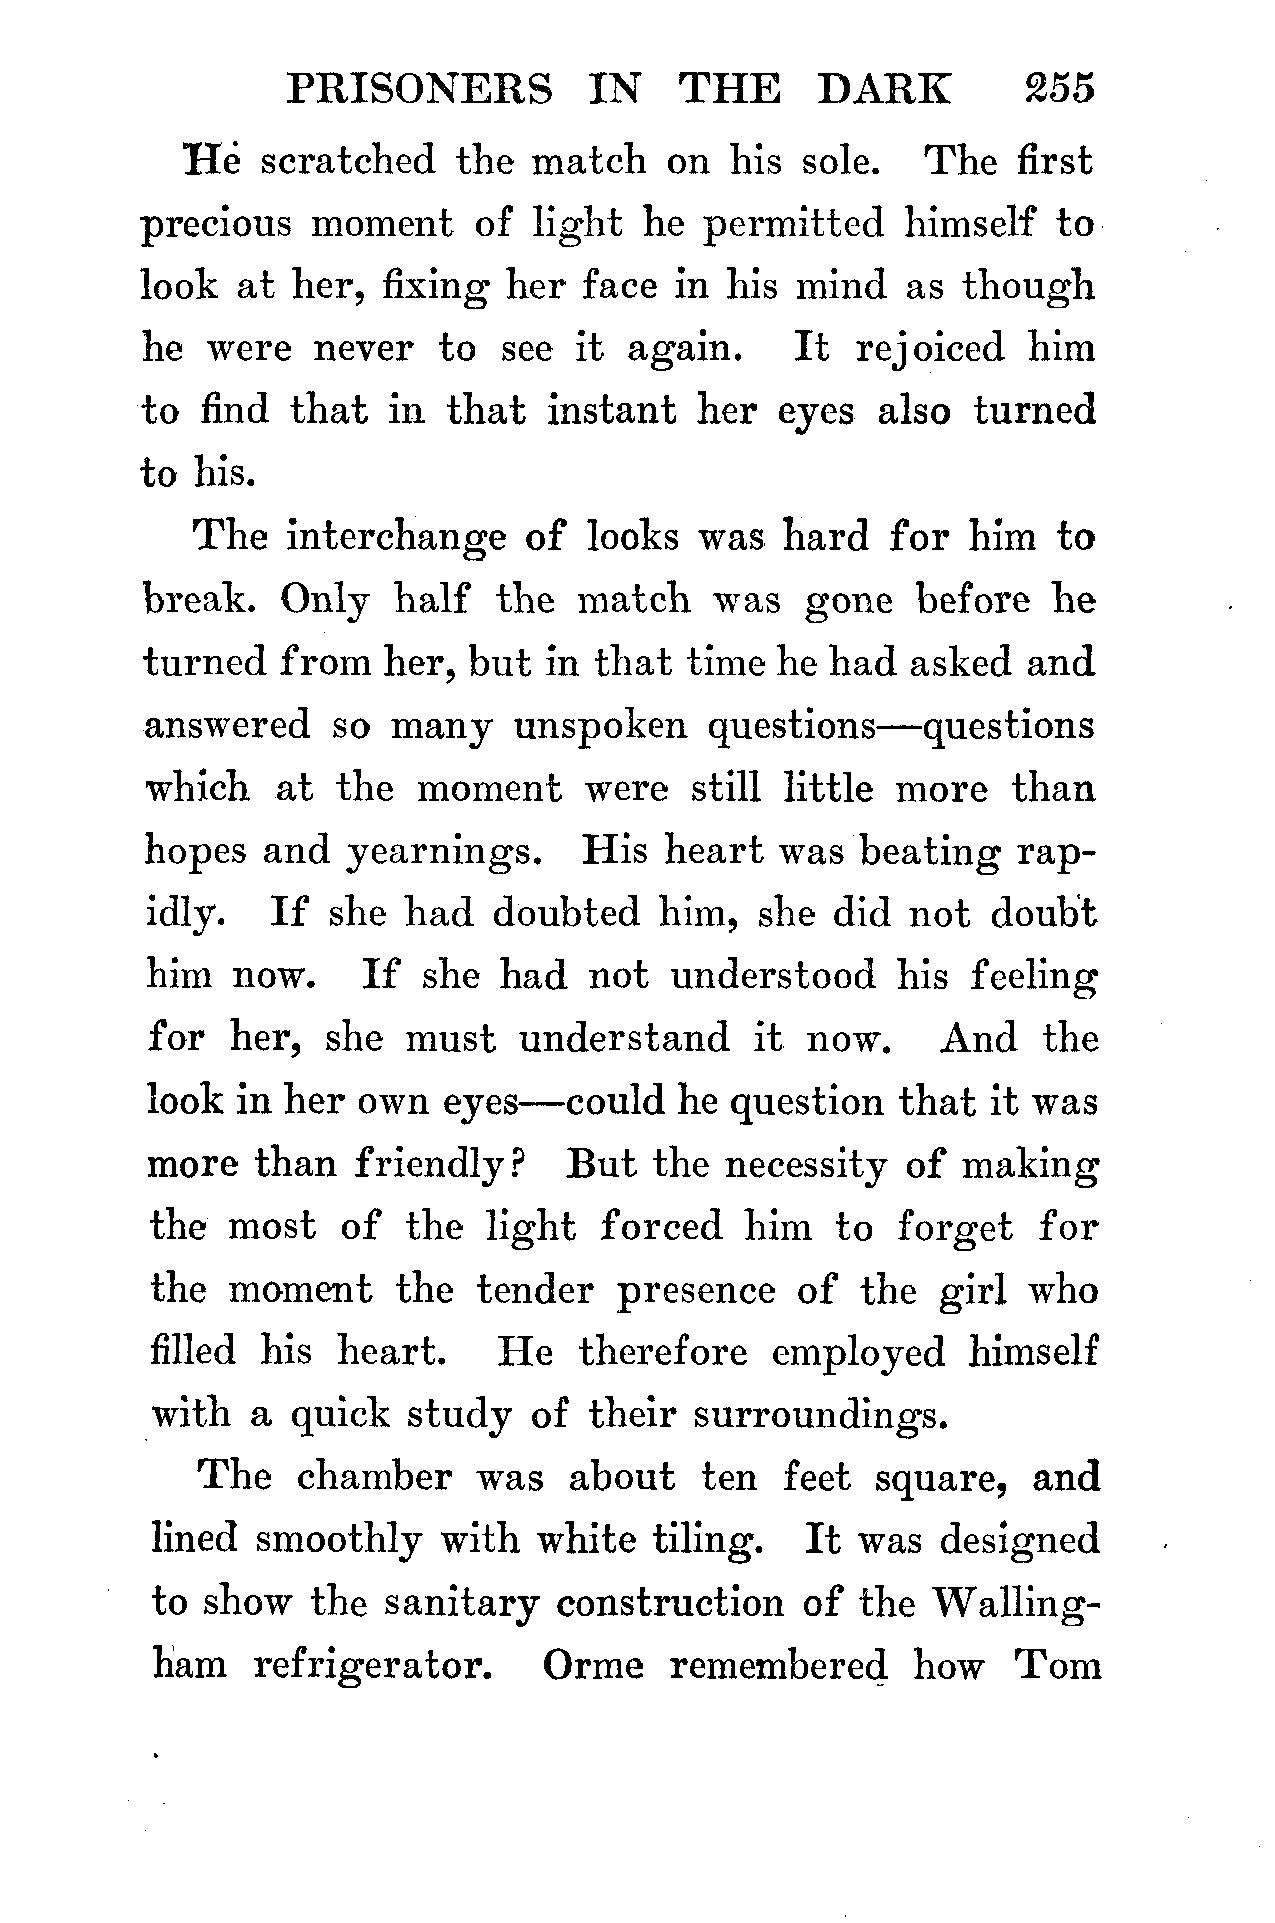 PRISONERS IN THE DARK 255
He scratched the match on his sole. The first
precious moment of light he permitted himself to
look at her, fixing her face in his mind as though
he were never to see it again. It rejoiced him
to find that in that instant her eyes also turned
to his.
The interchange of looks was hard for him to
break. Only half the match was gone before he
turned from her, but in that time he had asked and
answered so many unspoken questions—questions
which at the moment were still little more than
hopes and yearnings. His heart was beating rap-
idly. If she had doubted him, she did not doubt
him now. If she had not understood his feeling
for her, she must understand it now. And the
look in her own eyes—could he question that it was
more than friendly? But the necessity of making
the most of the light forced him to forget for
the moment the tender presence of the girl who
filled his heart. He therefore employed himself
with a quick study of their surroundings.
The chamber was about ten feet square, and
lined smoothly with white tiling. It was designed
to show the sanitary construction of the Walling-
ham refrigerator. Orme remembered how Tom